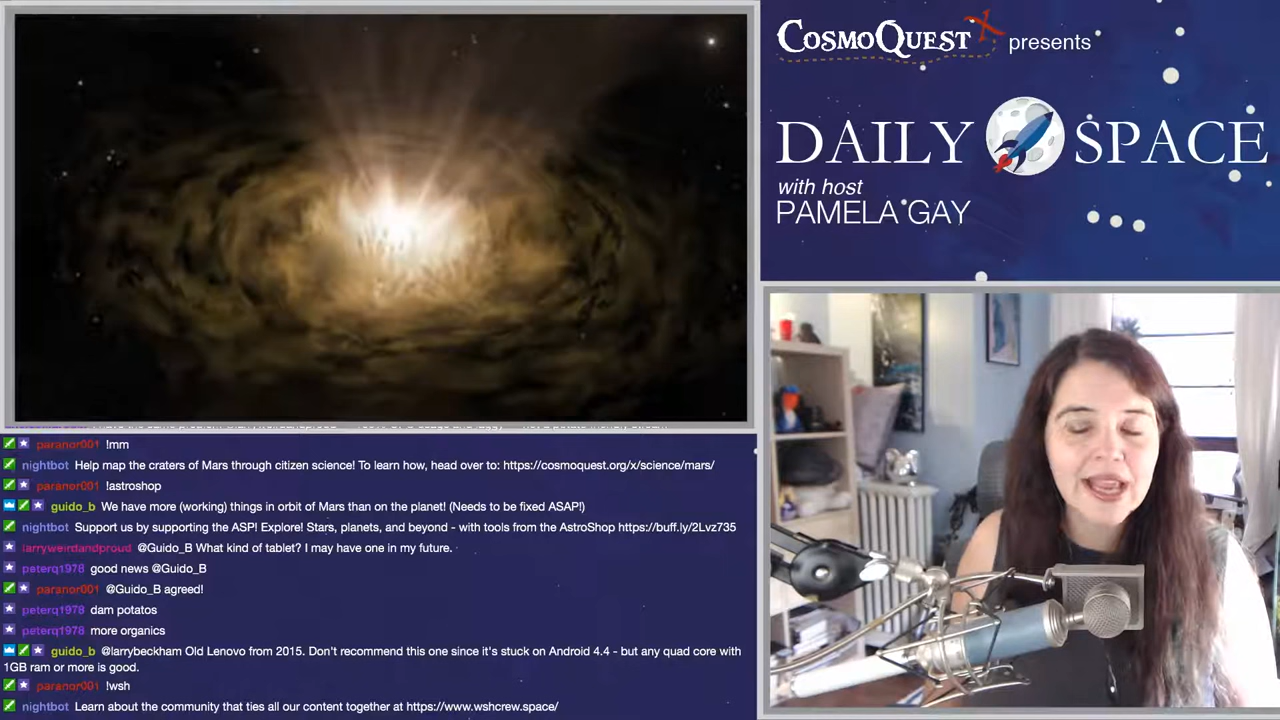 CosmoQuest X presents
DAILY SPACE
with host
PAMELA GAY
paranor001 !mm
nightbot Help map the craters of Mars through citizen science! To learn how, head over to: https://cosmoquest.org/x/science/mars/
paranor001 !astroshop
guido_b We have more (working) things in orbit of Mars than on the planet! (Needs to be fixed ASAP!)
nightbot Support us by supporting the ASP! Explore! Stars, planets, and beyond - with tools from the AstroShop https://buff.ly/2Lvz735
larryweirdandproud @Guido_B What kind of tablet? I may have one in my future.
peterq1978 good news @Guido_B
paranor001 @Guido_B agreed!
peterq1978 dam potatos
peterq1978 more organics
guido_b @larrybeckham Old Lenovo from 2015. Don't recommend this one since it's stuck on Android 4.4 - but any quad core with
1GB ram or more is good.
paranor001 !wsh
nightbot Learn about the community that ties all our content together at https://www.wshcrew.space/